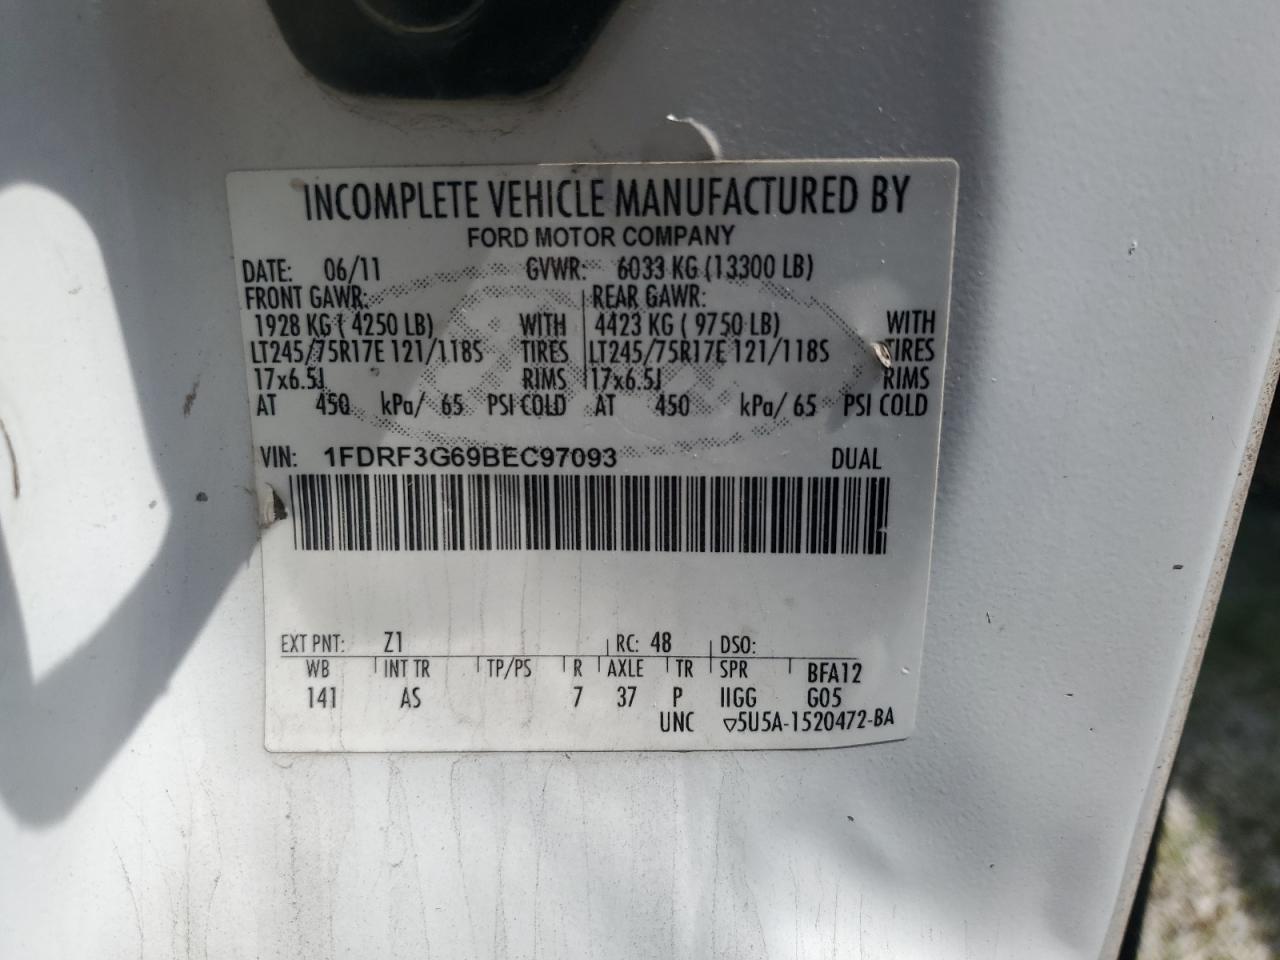 INCOMPLETE VEHICLE MANUFACTURED BY
FORD MOTOR COMPANY
DATE: 06/11 GVWR: 6033 KG (13300 LB)
FRONT GAWR: REAR GAWR:
1928 KG ( 4250 LB) WITH 4423 KG ( 9750 LB) WITH
LT245/75R17E 121/118S TIRES LT245/75R17E 121/118S TIRES
17x6.5J RIMS 17x6.5J RIMS
AT 450 kPa/ 65 PSI COLD AT 450 kPa/ 65 PSI COLD
VIN: 1FDRF3G69BEC97093 DUAL
EXT PNT: Z1 RC: 48 DSO:
WB INT TR TP/PS R AXLE TR SPR BFA12
141 AS 7 37 P IIGG G05
UNC ▽5U5A-1520472-BA